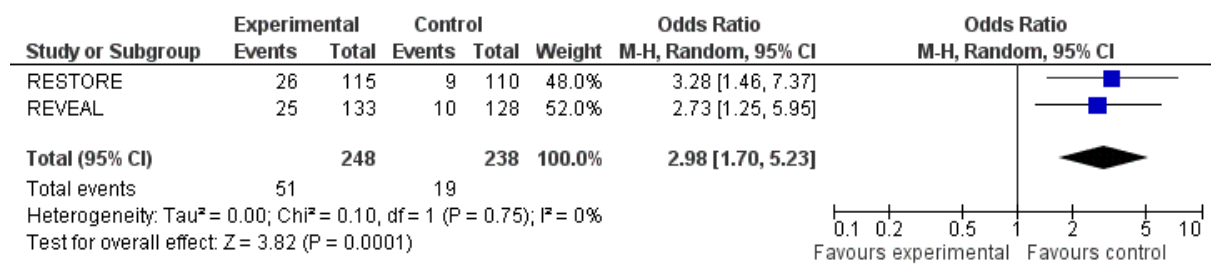 Experimental Control Odds Ratio Odds Ratio
Study or Subgroup Events Total Events Total Weight M-H, Random, 95% CI M-H, Random, 95% CI
RESTORE 26 115 9 110 48.0% 3.28 [1.46, 7.37]
REVEAL 25 133 10 128 52.0% 2.73 [1.25, 5.95]
Total (95% CI) 248 238 100.0% 2.98 [1.70, 5.23]
Total events 51 19
Heterogeneity: Tau² = 0.00; Chi² = 0.10, df = 1 (P = 0.75); I² = 0%
Test for overall effect: Z = 3.82 (P = 0.0001)
0.1 0.2 0.5 1 2 5 10
Favours experimental Favours control